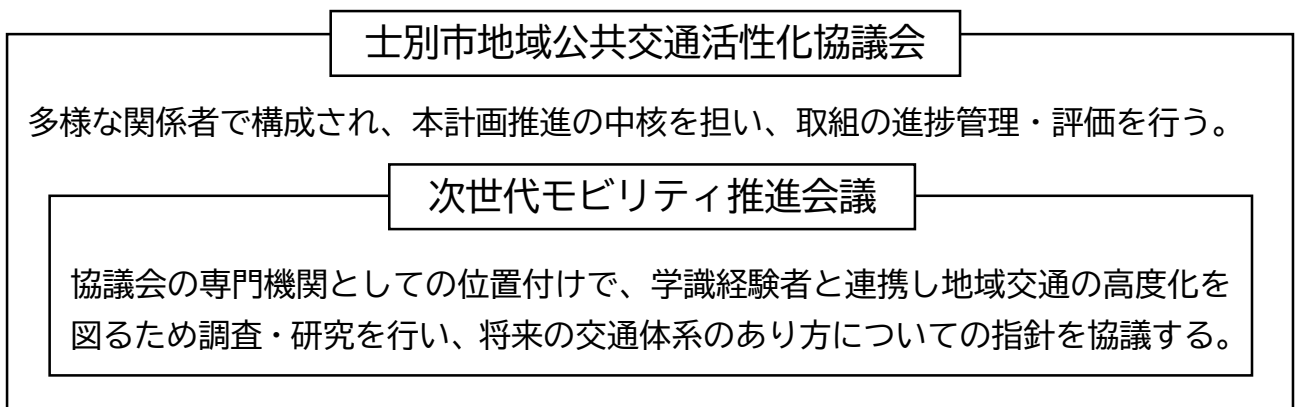 士別市地域公共交通活性化協議会
多様な関係者で構成され、本計画推進の中核を担い、取組の進捗管理・評価を行う。
次世代モビリティ推進会議
協議会の専門機関としての位置付けで、学識経験者と連携し地域交通の高度化を
図るため調査・研究を行い、将来の交通体系のあり方についての指針を協議する。